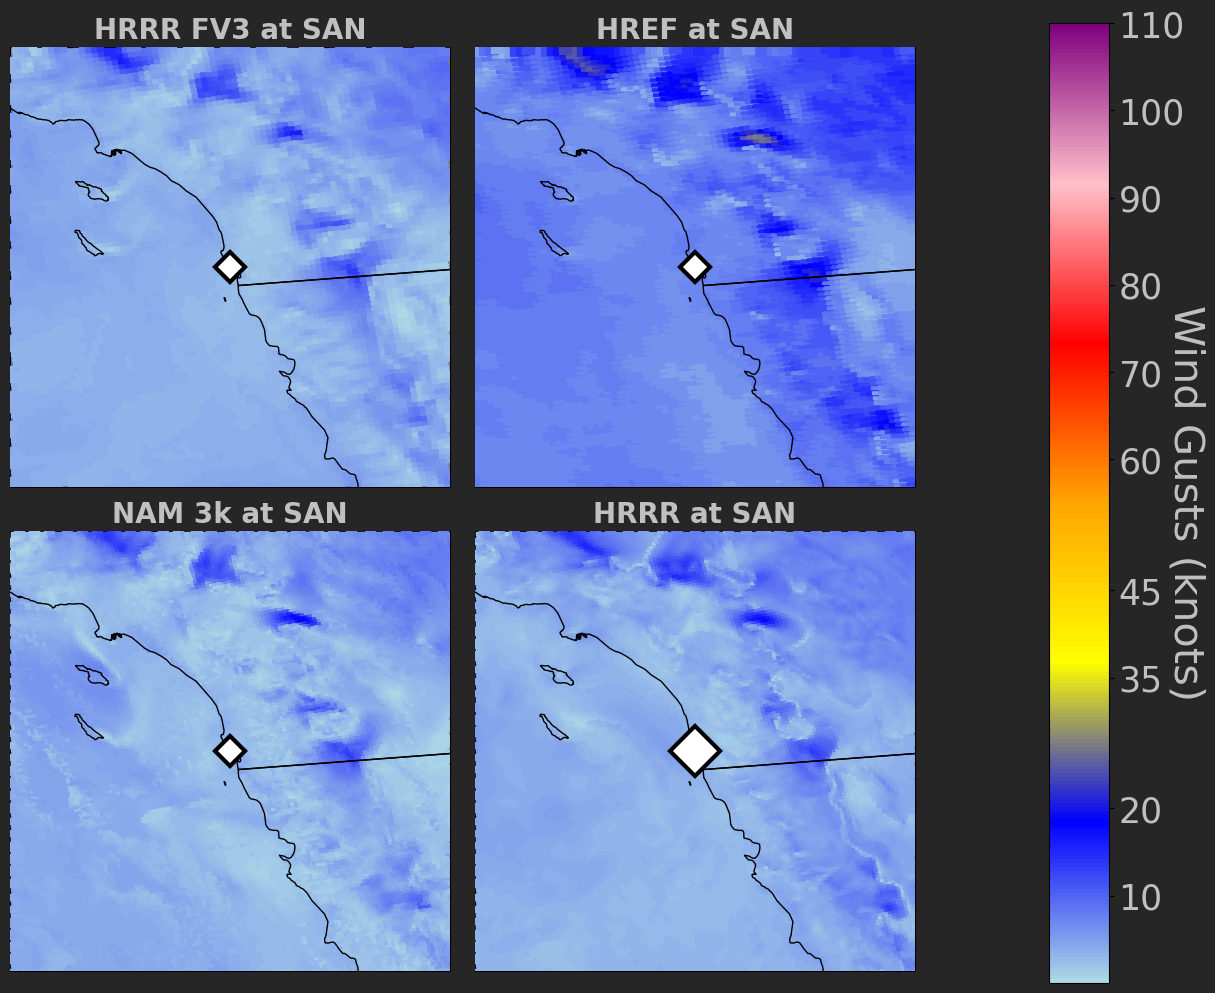 HRRR FV3 at SAN
HREF at SAN
NAM 3k at SAN
HRRR at SAN
110
100
90
80
70
60
45
35
20
10
Wind Gusts (knots)